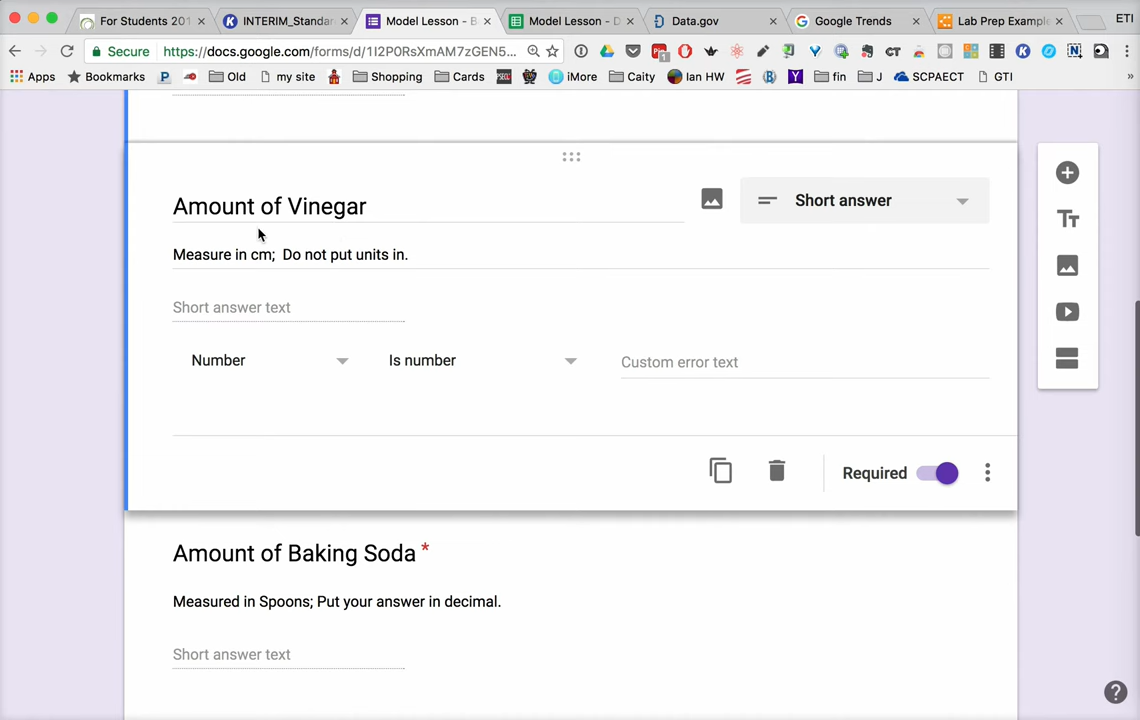 For Students 201
INTERIM_Standar
Model Lesson - B
Model Lesson - D
Data.gov
Google Trends
Lab Prep Example
ETI
Secure
https://docs.google.com/forms/d/1I2P0RsXmAM7zGEN5...
Apps
Bookmarks
Old
my site
Shopping
Cards
iMore
Caity
Ian HW
fin
J
SCPAECT
GTI
»
Amount of Vinegar
Short answer
Measure in cm;  Do not put units in.
Short answer text
Number
Is number
Custom error text
Required
Amount of Baking Soda *
Measured in Spoons; Put your answer in decimal.
Short answer text